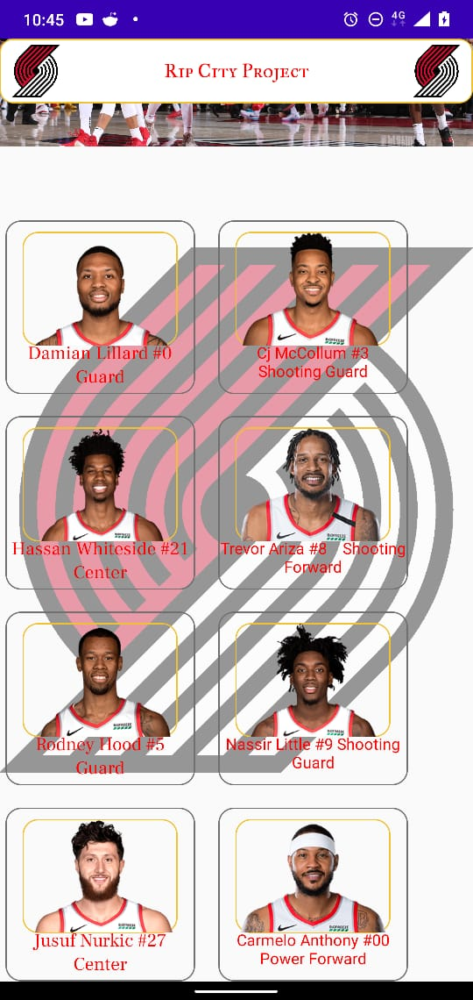 10:45
4G
Rip City Project
Damian Lillard #0
Guard
Cj McCollum #3
Shooting Guard
Hassan Whiteside #21
Center
Trevor Ariza #8 Shooting
Forward
Rodney Hood #5
Guard
Nassir Little #9 Shooting
Guard
Jusuf Nurkic #27
Center
Carmelo Anthony #00
Power Forward